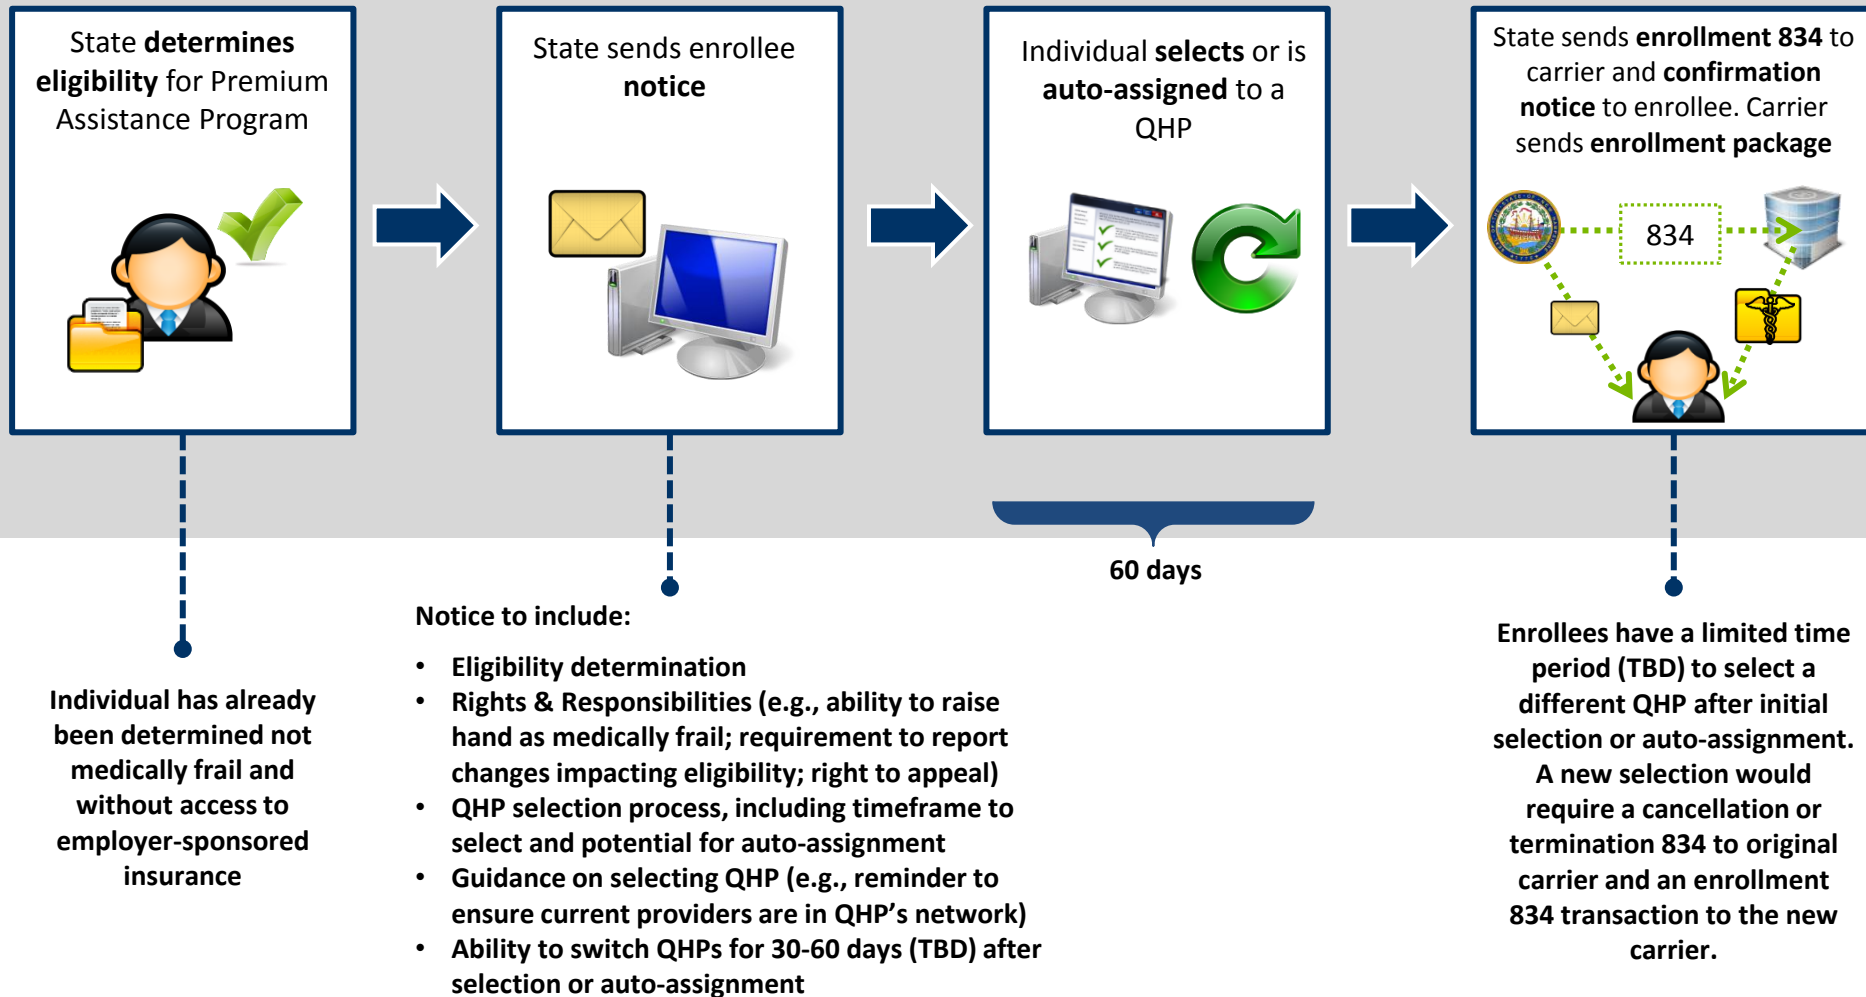 State determines
eligibility for Premium
Assistance Program
State sends enrollee
notice
Individual selects or is
auto-assigned to a
QHP
State sends enrollment 834 to
carrier and confirmation
notice to enrollee. Carrier
sends enrollment package
834
60 days
Individual has already
been determined not
medically frail and
without access to
employer-sponsored
insurance
Notice to include:
• Eligibility determination
• Rights & Responsibilities (e.g., ability to raise
hand as medically frail; requirement to report
changes impacting eligibility; right to appeal)
• QHP selection process, including timeframe to
select and potential for auto-assignment
• Guidance on selecting QHP (e.g., reminder to
ensure current providers are in QHP's network)
• Ability to switch QHPs for 30-60 days (TBD) after
selection or auto-assignment
Enrollees have a limited time
period (TBD) to select a
different QHP after initial
selection or auto-assignment.
A new selection would
require a cancellation or
termination 834 to original
carrier and an enrollment
834 transaction to the new
carrier.